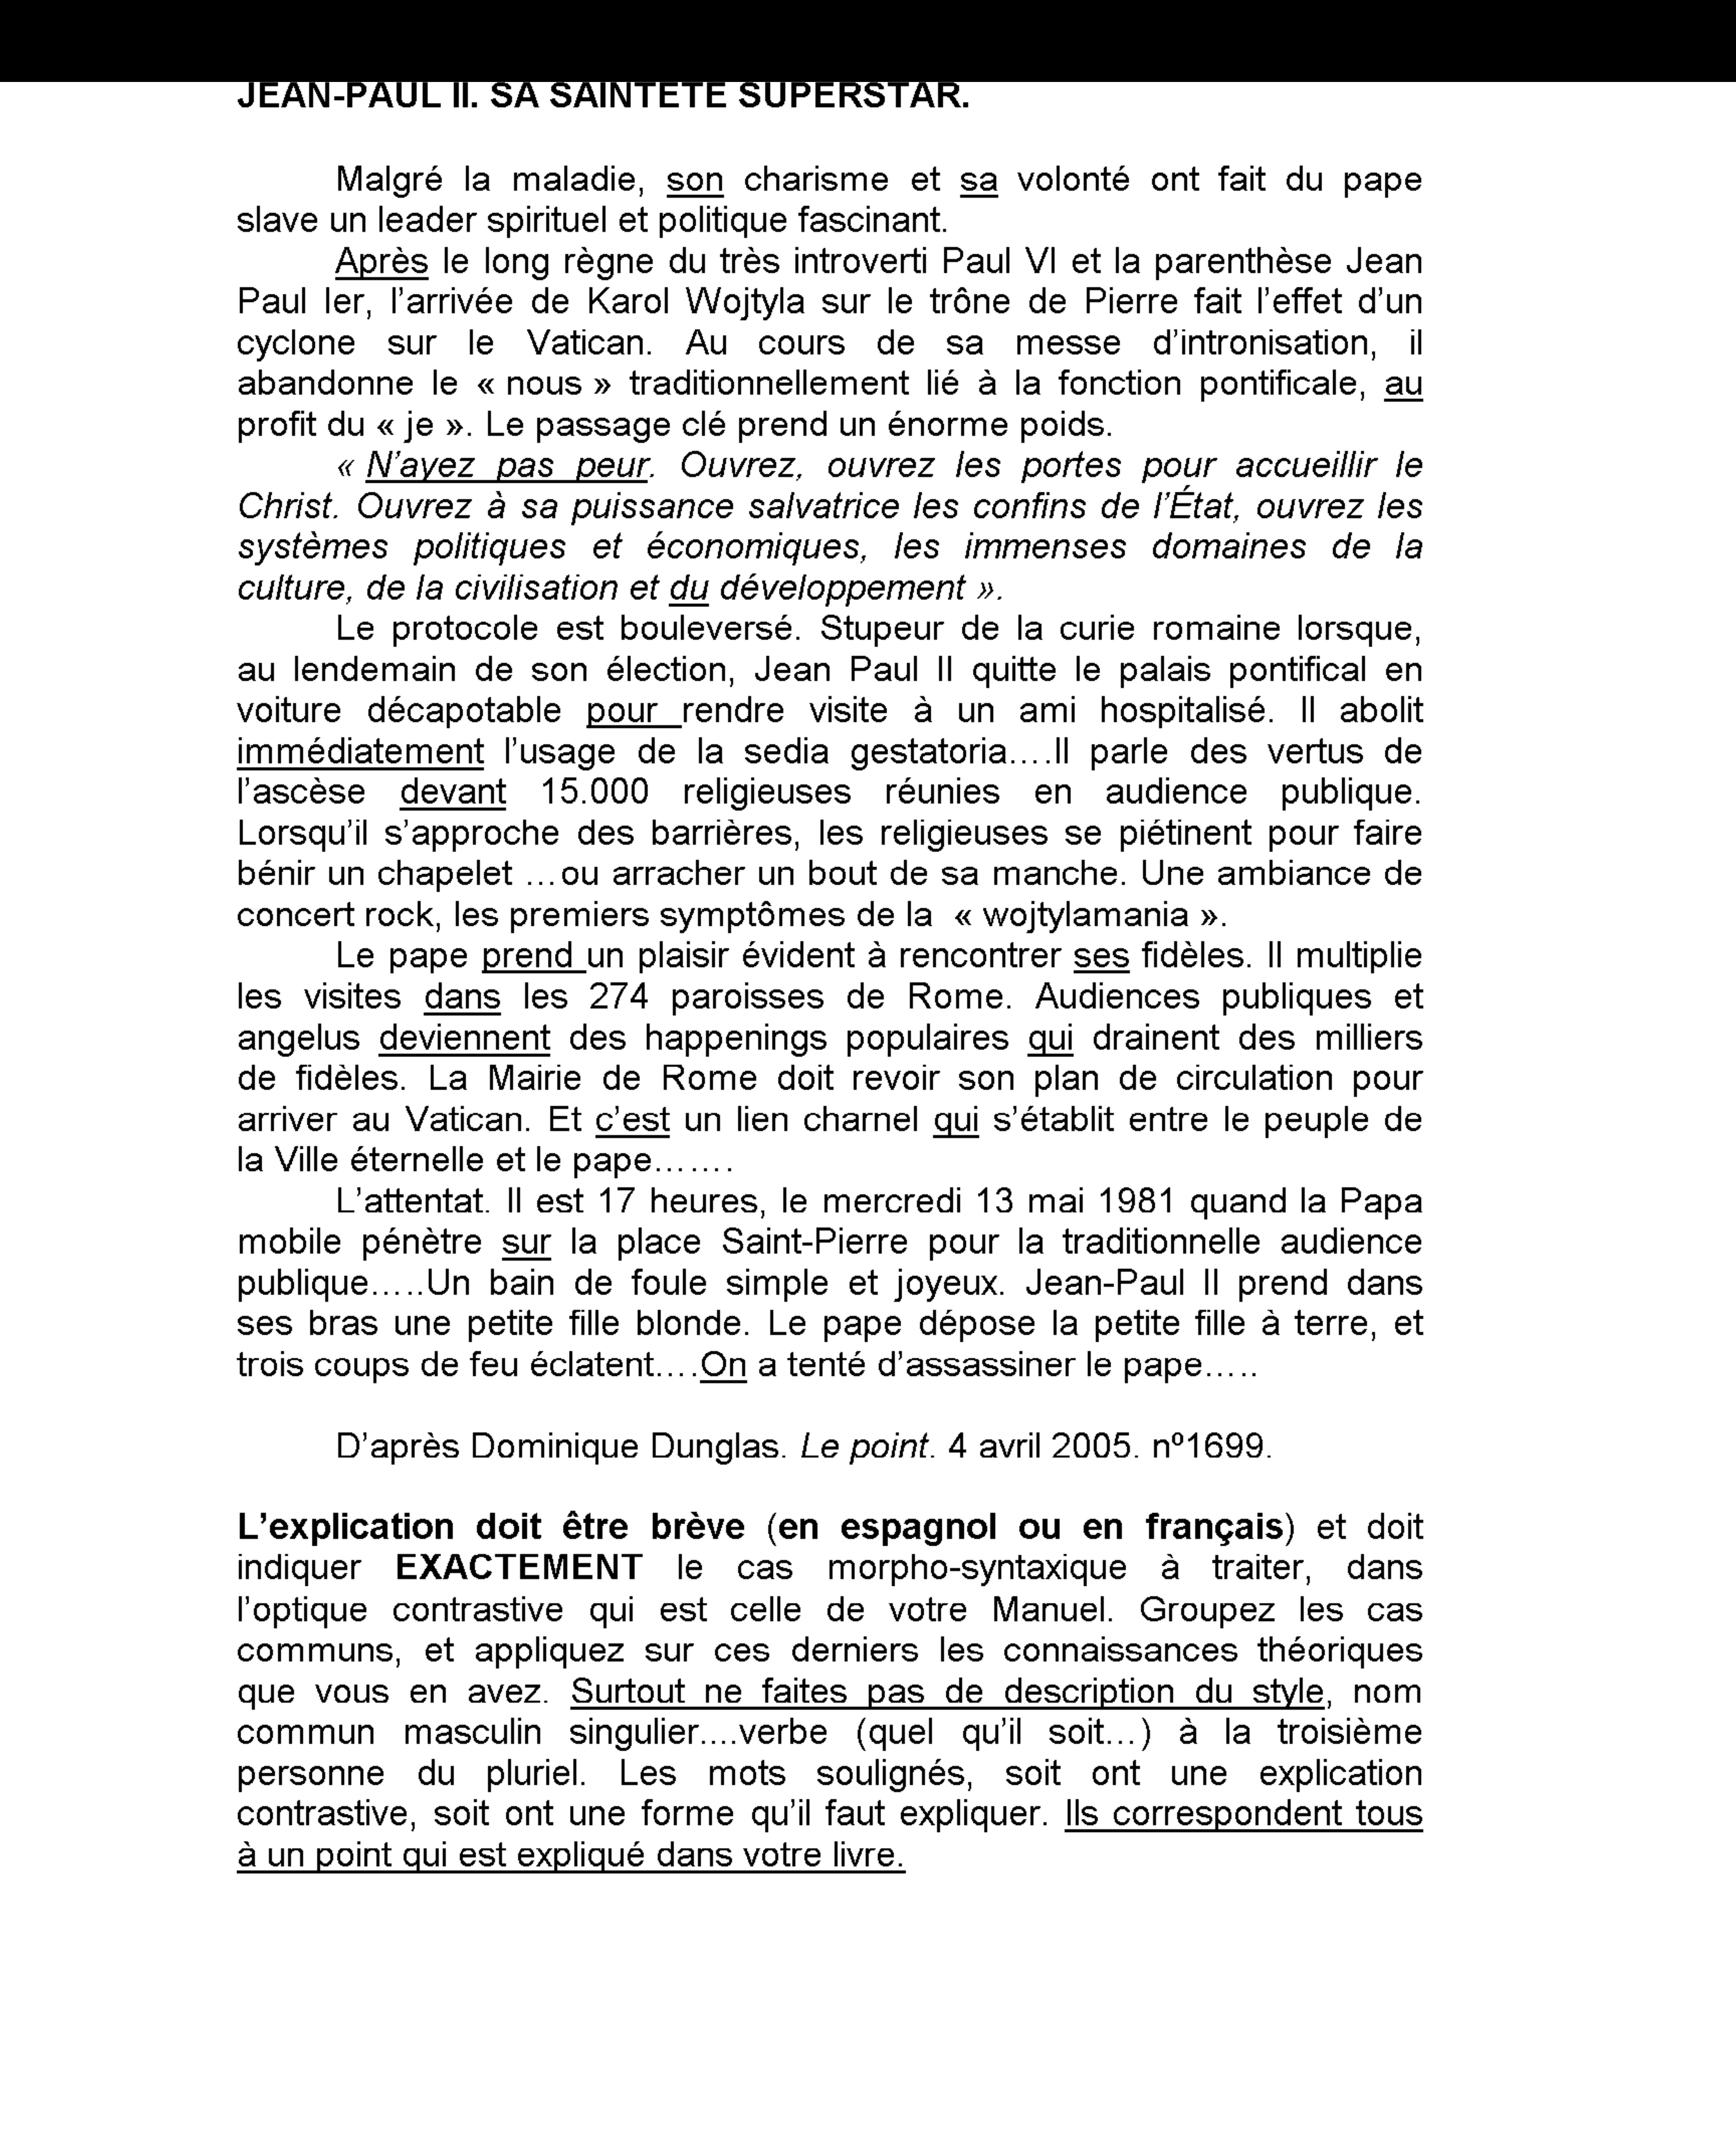 JEAN-PAUL II. SA SAINTETE SUPERSTAR.
Malgré la maladie, son charisme et sa volonté ont fait du pape
slave un leader spirituel et politique fascinant.
Après le long règne du très introverti Paul VI et la parenthèse Jean
Paul Ier, l’arrivée de Karol Wojtyla sur le trône de Pierre fait l’effet d’un
cyclone sur le Vatican. Au cours de sa messe d’intronisation, il
abandonne le « nous » traditionnellement lié à la fonction pontificale, au
profit du « je ». Le passage clé prend un énorme poids.
« N’ayez pas peur. Ouvrez, ouvrez les portes pour accueillir le
Christ. Ouvrez à sa puissance salvatrice les confins de l’État, ouvrez les
systèmes politiques et économiques, les immenses domaines de la
culture, de la civilisation et du développement ».
Le protocole est bouleversé. Stupeur de la curie romaine lorsque,
au lendemain de son élection, Jean Paul II quitte le palais pontifical en
voiture décapotable pour rendre visite à un ami hospitalisé. Il abolit
immédiatement l’usage de la sedia gestatoria….Il parle des vertus de
l’ascèse devant 15.000 religieuses réunies en audience publique.
Lorsqu’il s’approche des barrières, les religieuses se piétinent pour faire
bénir un chapelet …ou arracher un bout de sa manche. Une ambiance de
concert rock, les premiers symptômes de la « wojtylamania ».
Le pape prend un plaisir évident à rencontrer ses fidèles. Il multiplie
les visites dans les 274 paroisses de Rome. Audiences publiques et
angelus deviennent des happenings populaires qui drainent des milliers
de fidèles. La Mairie de Rome doit revoir son plan de circulation pour
arriver au Vatican. Et c’est un lien charnel qui s’établit entre le peuple de
la Ville éternelle et le pape…….
L’attentat. Il est 17 heures, le mercredi 13 mai 1981 quand la Papa
mobile pénètre sur la place Saint-Pierre pour la traditionnelle audience
publique…..Un bain de foule simple et joyeux. Jean-Paul II prend dans
ses bras une petite fille blonde. Le pape dépose la petite fille à terre, et
trois coups de feu éclatent….On a tenté d’assassiner le pape…..
D’après Dominique Dunglas. Le point. 4 avril 2005. nº1699.
L’explication doit être brève (en espagnol ou en français) et doit
indiquer EXACTEMENT le cas morpho-syntaxique à traiter, dans
l’optique contrastive qui est celle de votre Manuel. Groupez les cas
communs, et appliquez sur ces derniers les connaissances théoriques
que vous en avez. Surtout ne faites pas de description du style, nom
commun masculin singulier....verbe (quel qu’il soit…) à la troisième
personne du pluriel. Les mots soulignés, soit ont une explication
contrastive, soit ont une forme qu’il faut expliquer. Ils correspondent tous
à un point qui est expliqué dans votre livre.